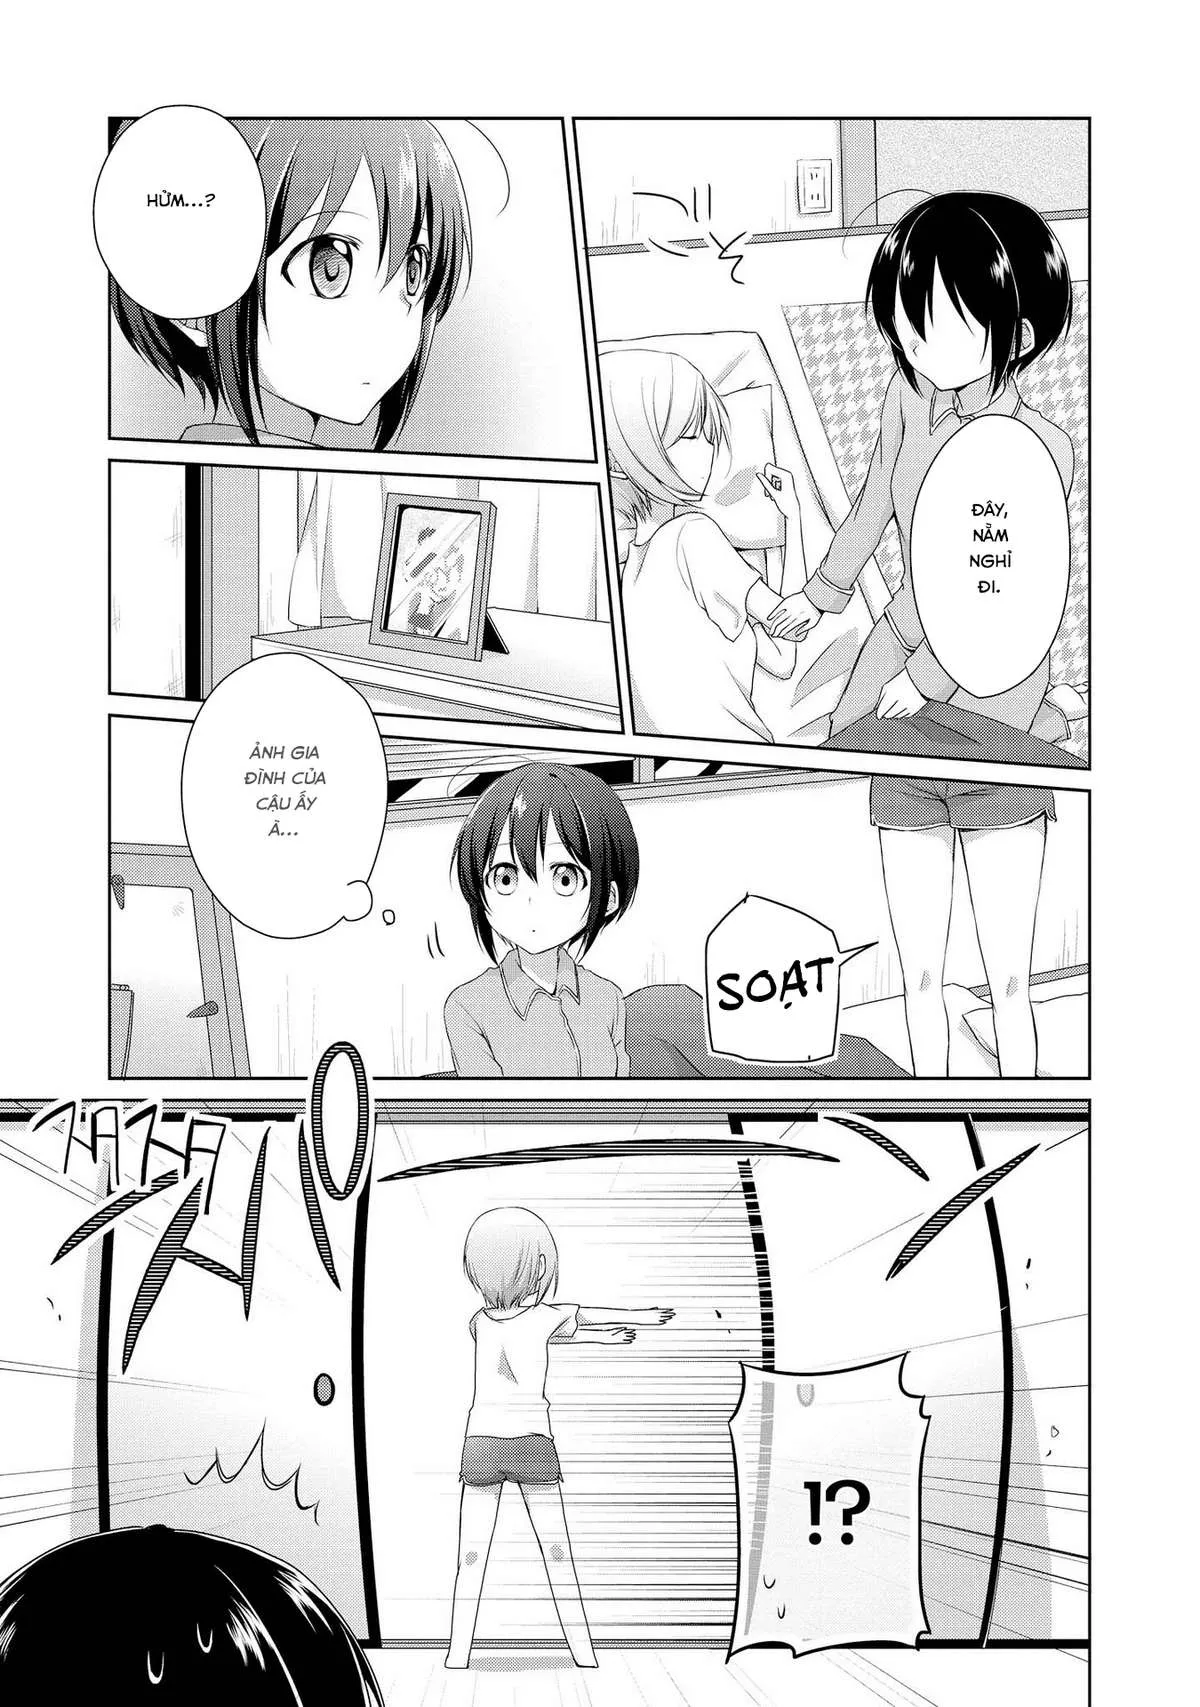 ĐÂY,
NẰM
NGHỈ
ĐI.
HỬM...?
ẢNH GIA
ĐÌNH CỦA
CẬU ẤY
À...
SOẠT
!?